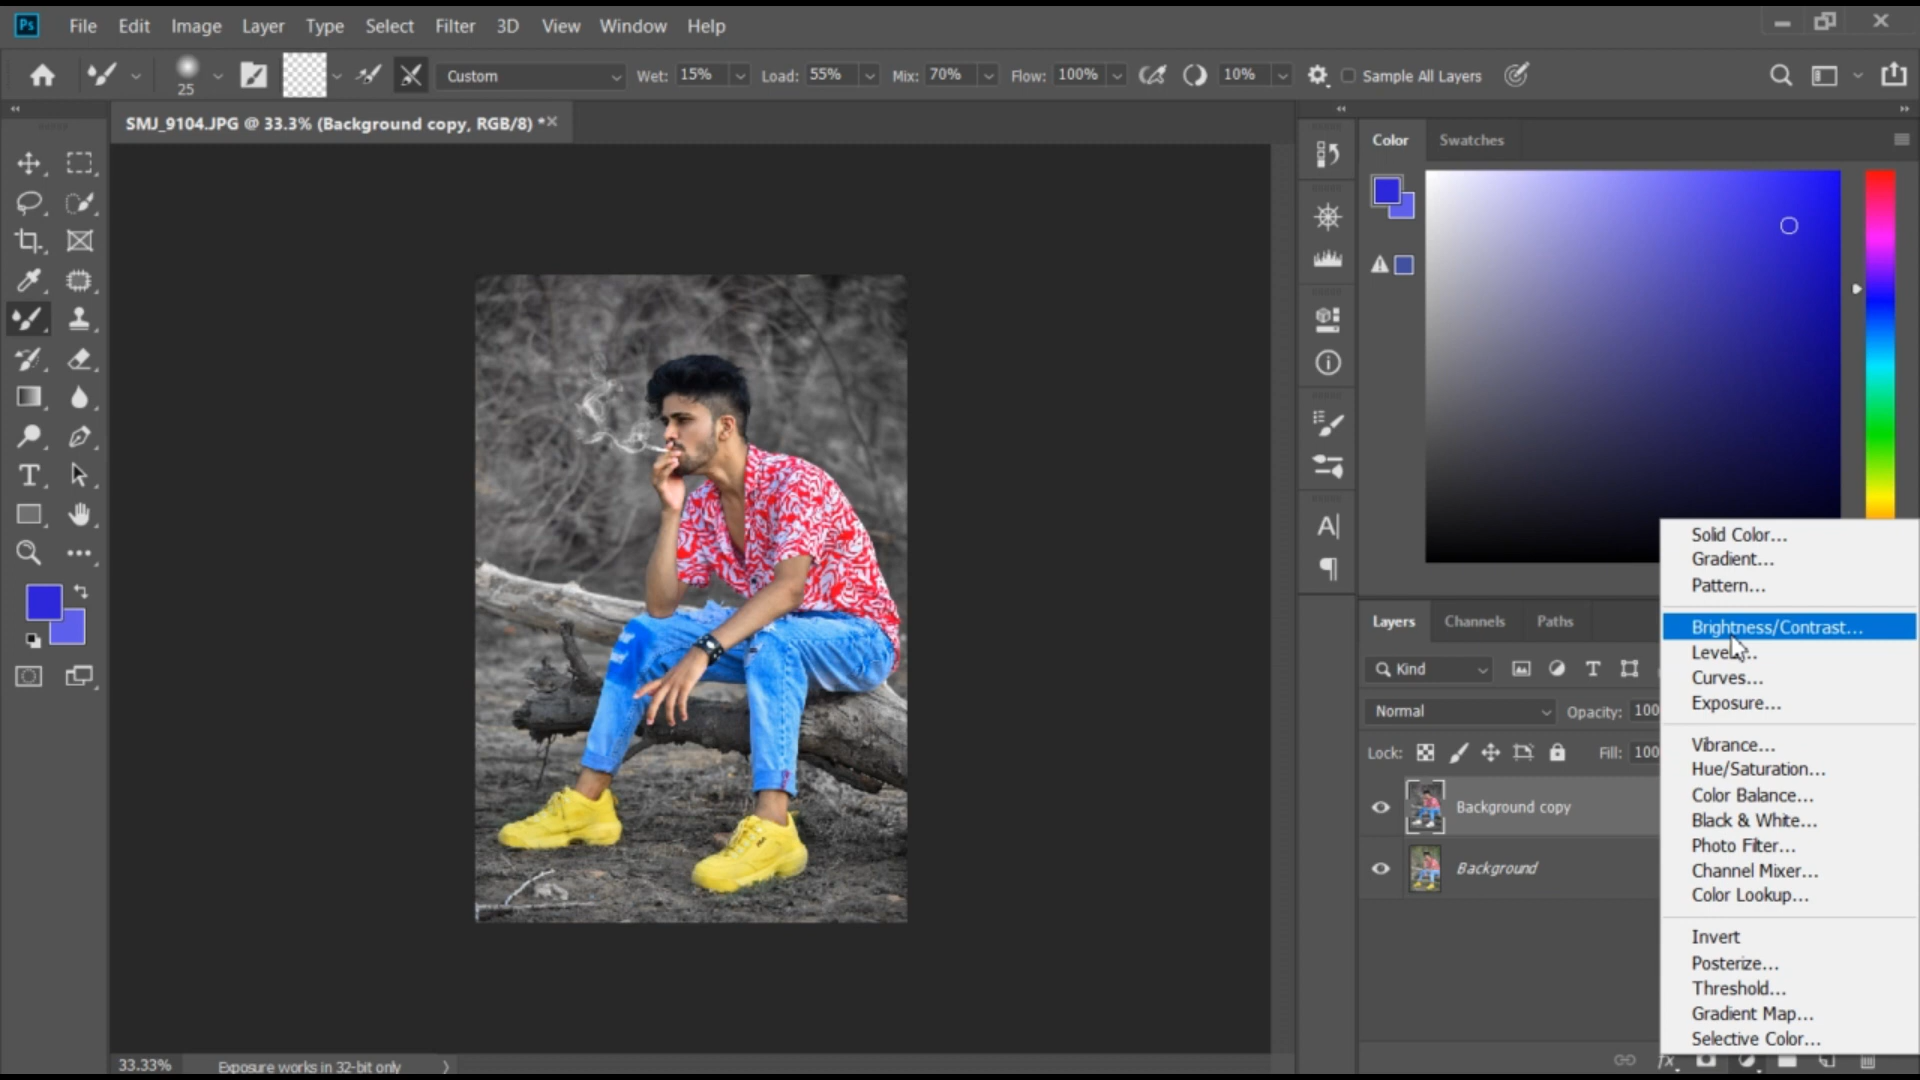 Ps File Edit Image Layer Type Select Filter 3D View Window Help
25 Custom Wet: 15% Load: 55% Mix: 70% Flow: 100% 10% Sample All Layers
SMJ_9104.JPG @ 33.3% (Background copy, RGB/8) *
Color Swatches
Solid Color...
Gradient...
Pattern...
Brightness/Contrast...
Levels...
Curves...
Exposure...
Vibrance...
Hue/Saturation...
Color Balance...
Black & White...
Photo Filter...
Channel Mixer...
Color Lookup...
Invert
Posterize...
Threshold...
Gradient Map...
Selective Color...
Layers Channels Paths
Kind
Normal Opacity: 100
Lock: Fill: 100
Background copy
Background
fx
33.33% Exposure works in 32-bit only